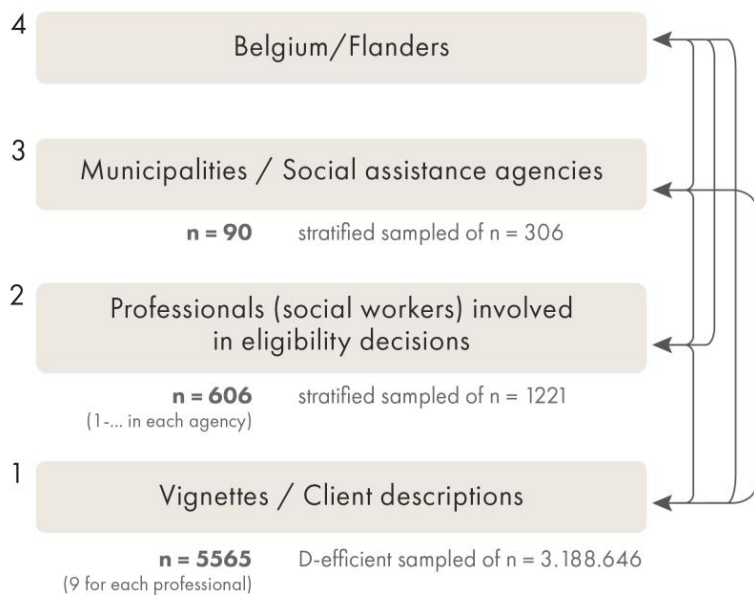 4
Belgium/Flanders
3
Municipalities / Social assistance agencies
n = 90 stratified sampled of n = 306
2
Professionals (social workers) involved
in eligibility decisions
n = 606 stratified sampled of n = 1221
(1-... in each agency)
1
Vignettes / Client descriptions
n = 5565 D-efficient sampled of n = 3.188.646
(9 for each professional)